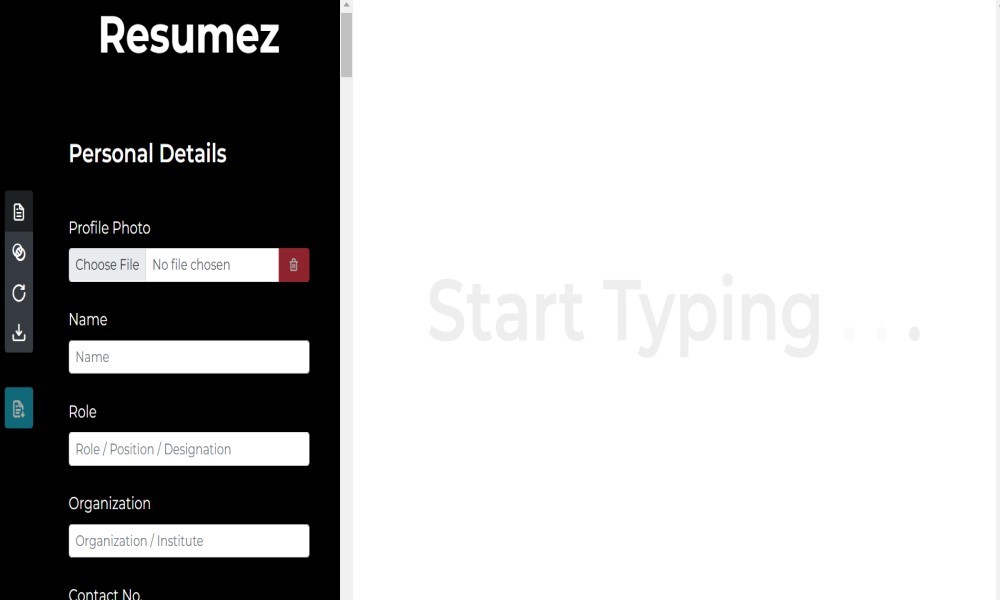 Resumez
Personal Details
Profile Photo
Choose File No file chosen
Name
Name
Role
Role / Position / Designation
Organization
Organization / Institute
Contact No.
Start Typing . . .